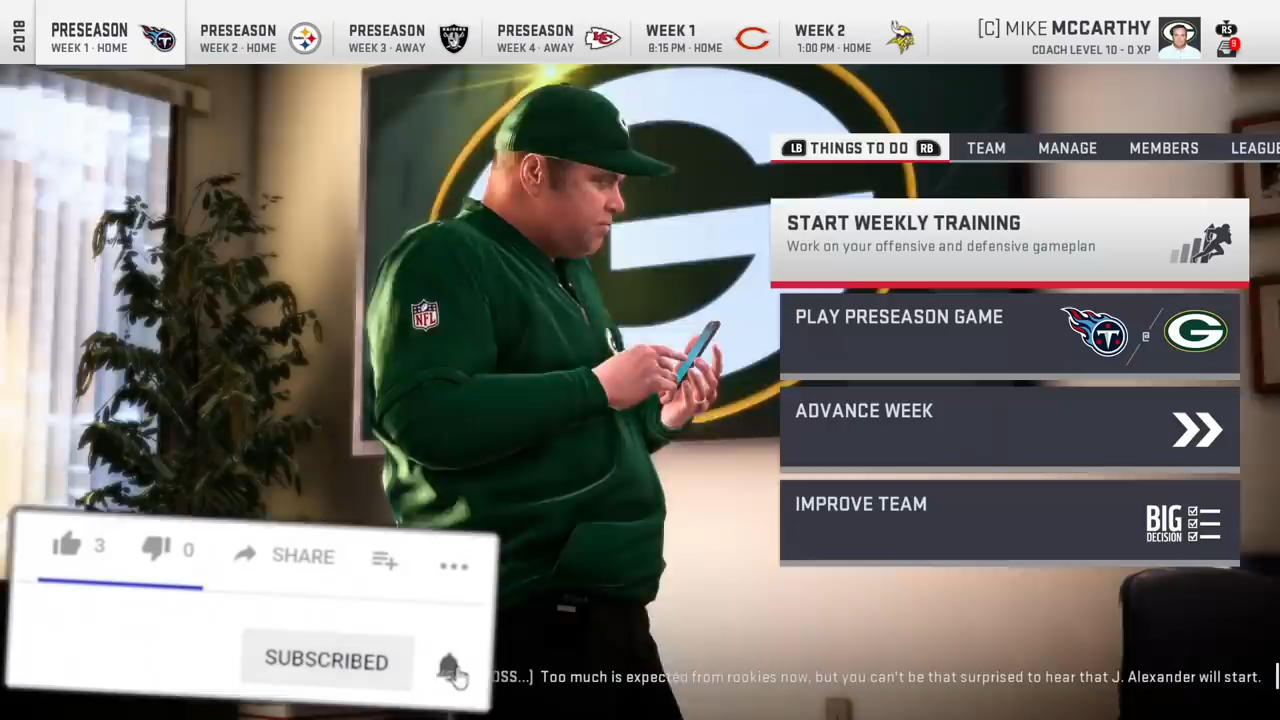 2018
PRESEASON
WEEK 1 · HOME
PRESEASON
WEEK 2 · HOME
PRESEASON
WEEK 3 · AWAY
RAIDERS
PRESEASON
WEEK 4 · AWAY
WEEK 1
8:15 PM · HOME
WEEK 2
1:00 PM · HOME
[C] MIKE MCCARTHY
COACH LEVEL 10 - 0 XP
RS
9
LB THINGS TO DO RB
TEAM
MANAGE
MEMBERS
LEAGUE
START WEEKLY TRAINING
Work on your offensive and defensive gameplan
PLAY PRESEASON GAME
@
ADVANCE WEEK
IMPROVE TEAM
BIG
DECISION
NFL
3
0
SHARE
SUBSCRIBED
OSS...] Too much is expected from rookies now, but you can't be that surprised to hear that J. Alexander will start.